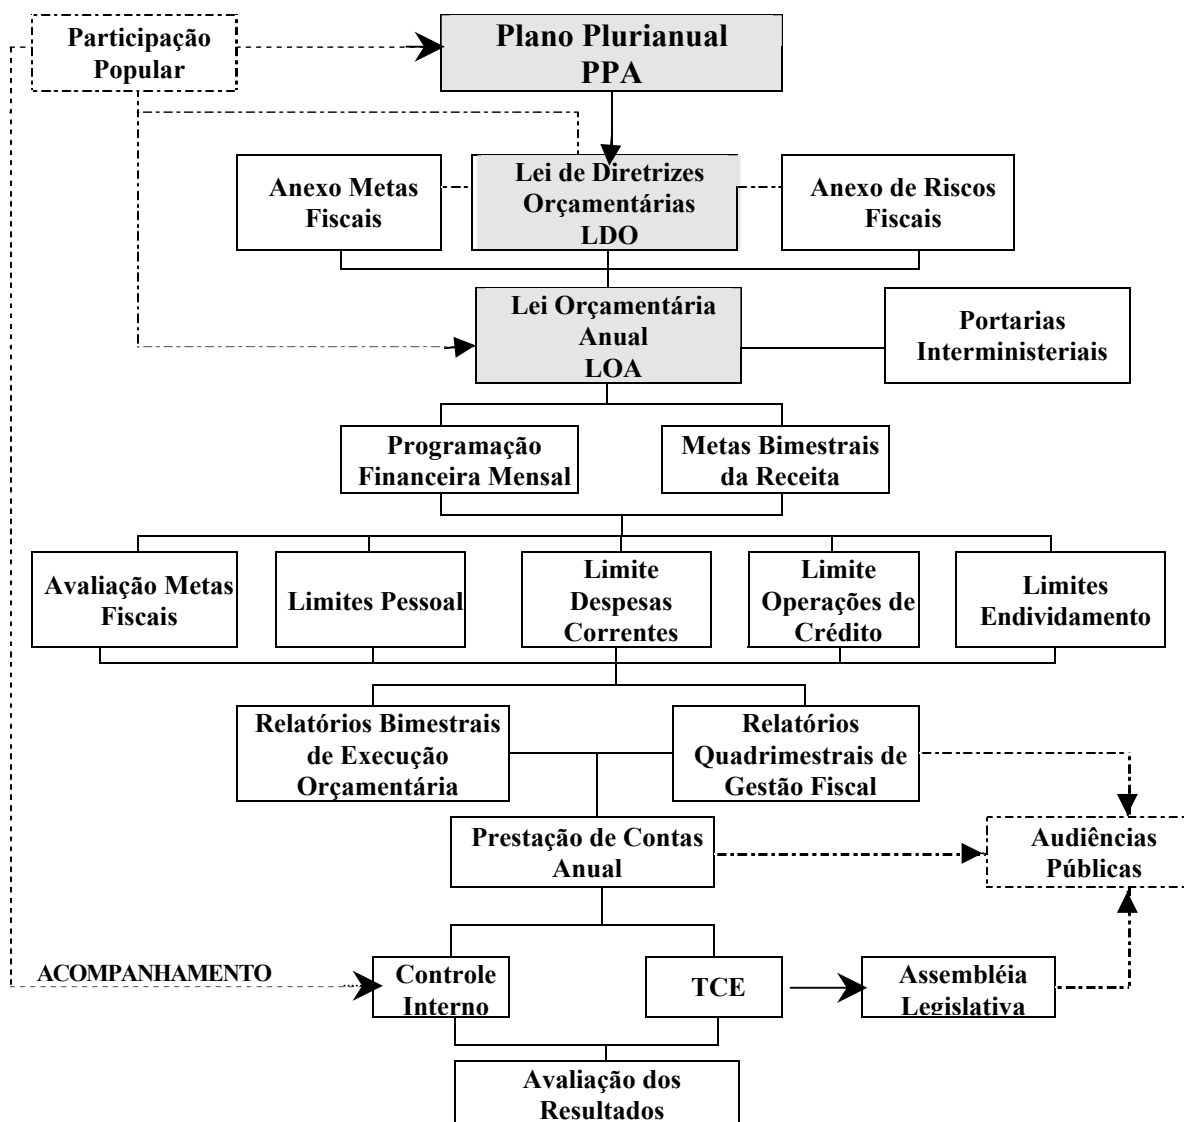 Participação
Popular
Plano Plurianual
PPA
Anexo Metas
Fiscais
Lei de Diretrizes
Orçamentárias
LDO
Anexo de Riscos
Fiscais
Lei Orçamentária
Anual
LOA
Portarias
Interministeriais
Programação
Financeira Mensal
Metas Bimestrais
da Receita
Avaliação Metas
Fiscais
Limites Pessoal
Limite
Despesas
Correntes
Limite
Operações de
Crédito
Limites
Endividamento
Relatórios Bimestrais
de Execução
Orçamentária
Relatórios
Quadrimestrais de
Gestão Fiscal
Prestação de Contas
Anual
Audiências
Públicas
ACOMPANHAMENTO
Controle
Interno
TCE
Assembléia
Legislativa
Avaliação dos
Resultados